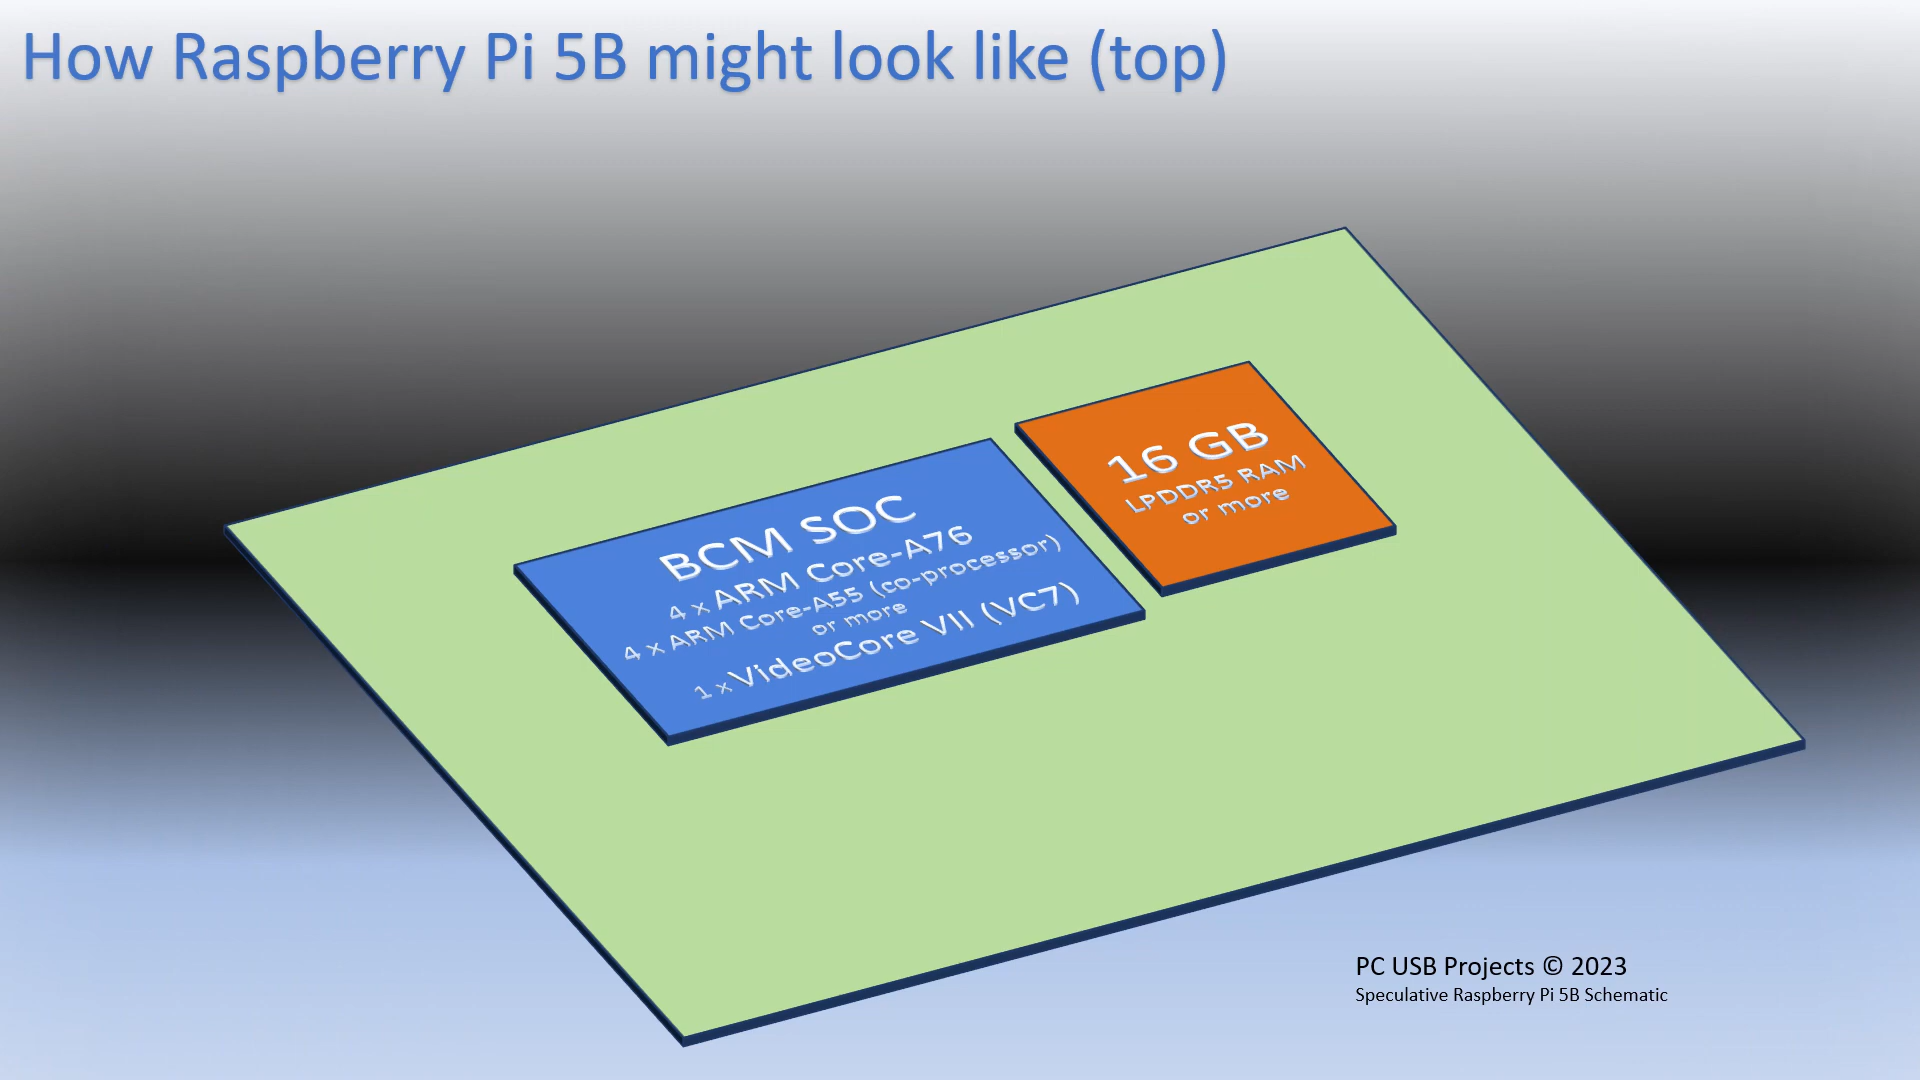 How Raspberry Pi 5B might look like (top)
16 GB
LPDDR5 RAM
or more
BCM SOC
4 x ARM Core-A76
4 x ARM Core-A55 (co-processor)
or more
1 x VideoCore VII (VC7)
PC USB Projects © 2023
Speculative Raspberry Pi 5B Schematic